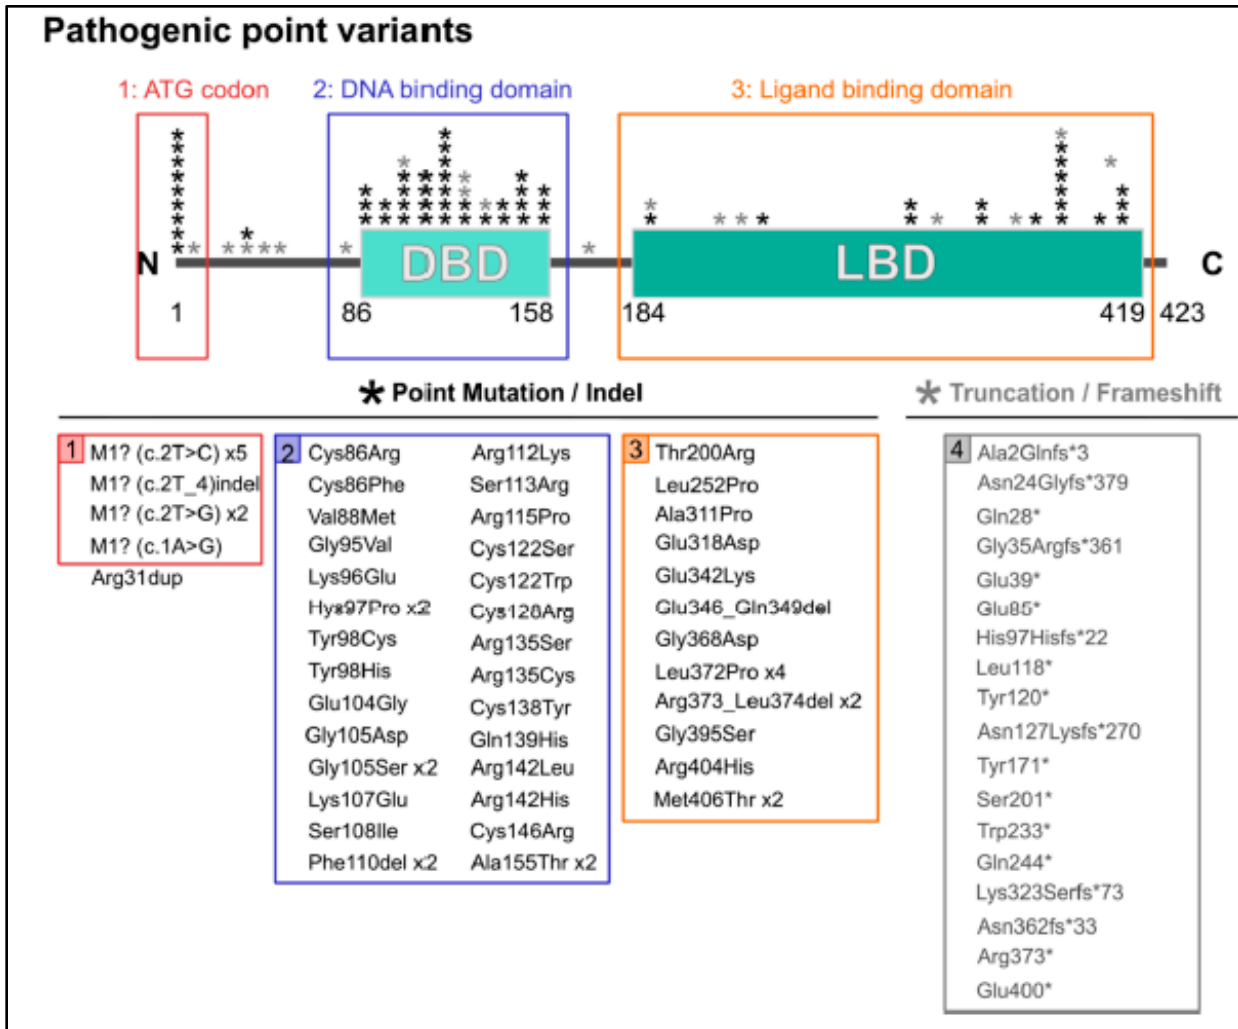 Pathogenic point variants
1: ATG codon
2: DNA binding domain
3: Ligand binding domain
N
DBD
LBD
C
1
86
158
184
419
423
* Point Mutation / Indel
* Truncation / Frameshift
1
M1? (c.2T>C) x5
M1? (c.2T_4)indel
M1? (c.2T>G) x2
M1? (c.1A>G)
Arg31dup
2
Cys86Arg
Cys86Phe
Val88Met
Gly95Val
Lys96Glu
Hys97Pro x2
Tyr98Cys
Tyr98His
Glu104Gly
Gly105Asp
Gly105Ser x2
Lys107Glu
Ser108Ile
Phe110del x2
Arg112Lys
Ser113Arg
Arg115Pro
Cys122Ser
Cys122Trp
Cys128Arg
Arg135Ser
Arg135Cys
Cys138Tyr
Gln139His
Arg142Leu
Arg142His
Cys146Arg
Ala155Thr x2
3
Thr200Arg
Leu252Pro
Ala311Pro
Glu318Asp
Glu342Lys
Glu346_Gln349del
Gly368Asp
Leu372Pro x4
Arg373_Leu374del x2
Gly395Ser
Arg404His
Met406Thr x2
4
Ala2Glnfs*3
Asn24Glyfs*379
Gln28*
Gly35Argfs*361
Glu39*
Glu85*
His97Hisfs*22
Leu118*
Tyr120*
Asn127Lysfs*270
Tyr171*
Ser201*
Trp233*
Gln244*
Lys323Serfs*73
Asn362fs*33
Arg373*
Glu400*